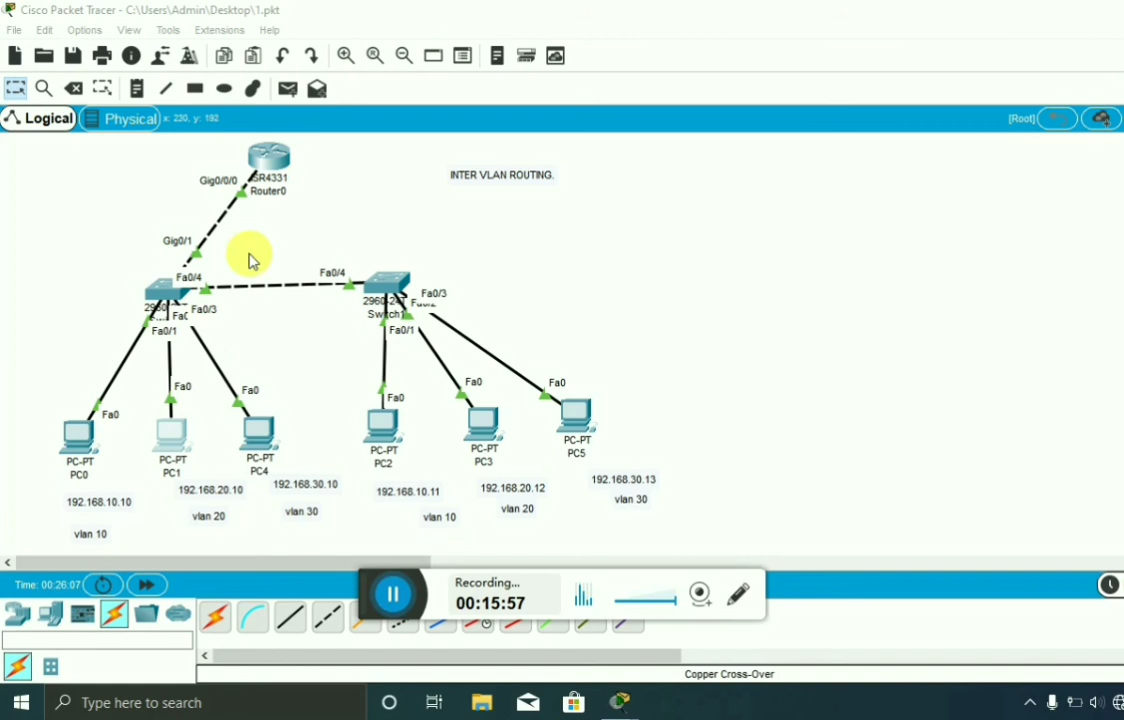 Cisco Packet Tracer - C:\Users\Admin\Desktop\1.pkt
File Edit Options View Tools Extensions Help
Logical Physical x: 230, y: 192 [Root]
INTER VLAN ROUTING.
Gig0/0/0
SR4331
Router0
Gig0/1
Fa0/4
Fa0/4
Fa0/3
Fa0/3
Fa0/1
Fa0/1
Fa0
Fa0
Fa0
Fa0
Fa0
Fa0
PC-PT
PC0
PC-PT
PC1
PC-PT
PC4
PC-PT
PC2
PC-PT
PC3
PC-PT
PC5
192.168.10.10
vlan 10
192.168.20.10
vlan 20
192.168.30.10
vlan 30
192.168.10.11
vlan 10
192.168.20.12
vlan 20
192.168.30.13
vlan 30
Time: 00:26:07
Recording...
00:15:57
Copper Cross-Over
Type here to search